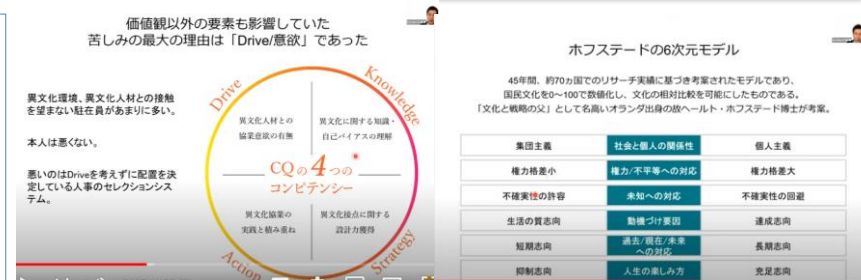 価値観以外の要素も影響していた
苦しみの最大の理由は「Drive/意欲」であった
異文化環境、異文化人材との接触
を望まない駐在員があまりに多い。
本人は悪くない。
悪いのはDriveを考えずに配置を決
定している人事のセレクションシス
テム。
Drive
Knowledge
異文化人材との
協業意欲の有無
異文化に関する知識・
自己バイアスの理解
CQの4つの
コンピテンシー
異文化協業の
実践と積み重ね
異文化接点に関する
設計力獲得
Action
Strategy
ホフステードの6次元モデル
45年間、約70ヵ国でのリサーチ実績に基づき考案されたモデルであり、
国民文化を0~100で数値化し、文化の相対比較を可能にしたものである。
「文化と戦略の父」として名高いオランダ出身の故ヘールト・ホフステード博士が考案。
集団主義 社会と個人の関係性 個人主義
権力格差小 権力/不平等への対応 権力格差大
不確実性の許容 未知への対応 不確実性の回避
生活の質志向 動機づけ要因 達成志向
短期志向 過去/現在/未来への対応 長期志向
抑制志向 人生の楽しみ方 充足志向